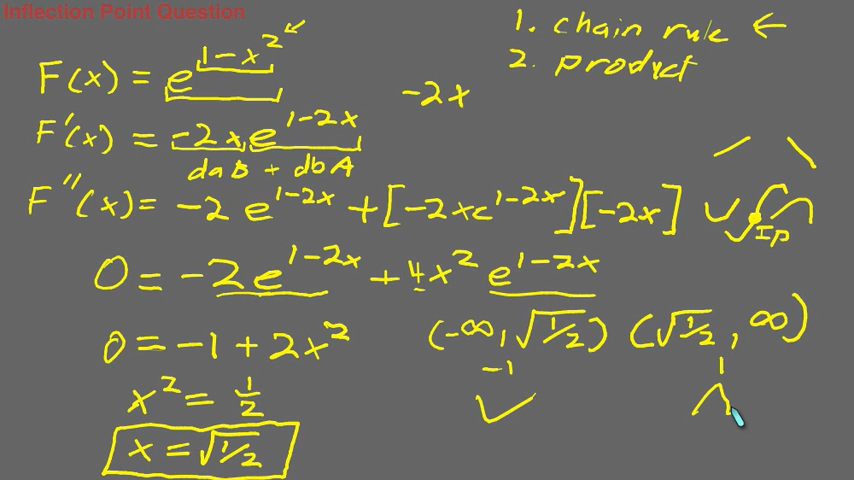 Inflection Point Question
1. chain rule ←
2. product
F(x) = e^{1-x^2}
-2x
F'(x) = -2x e^{1-2x}
daB + dbA
F''(x) = -2 e^{1-2x} + [-2xe^{1-2x}][-2x]
IP
0 = -2e^{1-2x} + 4x^2 e^{1-2x}
0 = -1 + 2x^2
(-∞, √1/2) (√1/2, ∞)
-1 1
x^2 = 1/2
x = √1/2